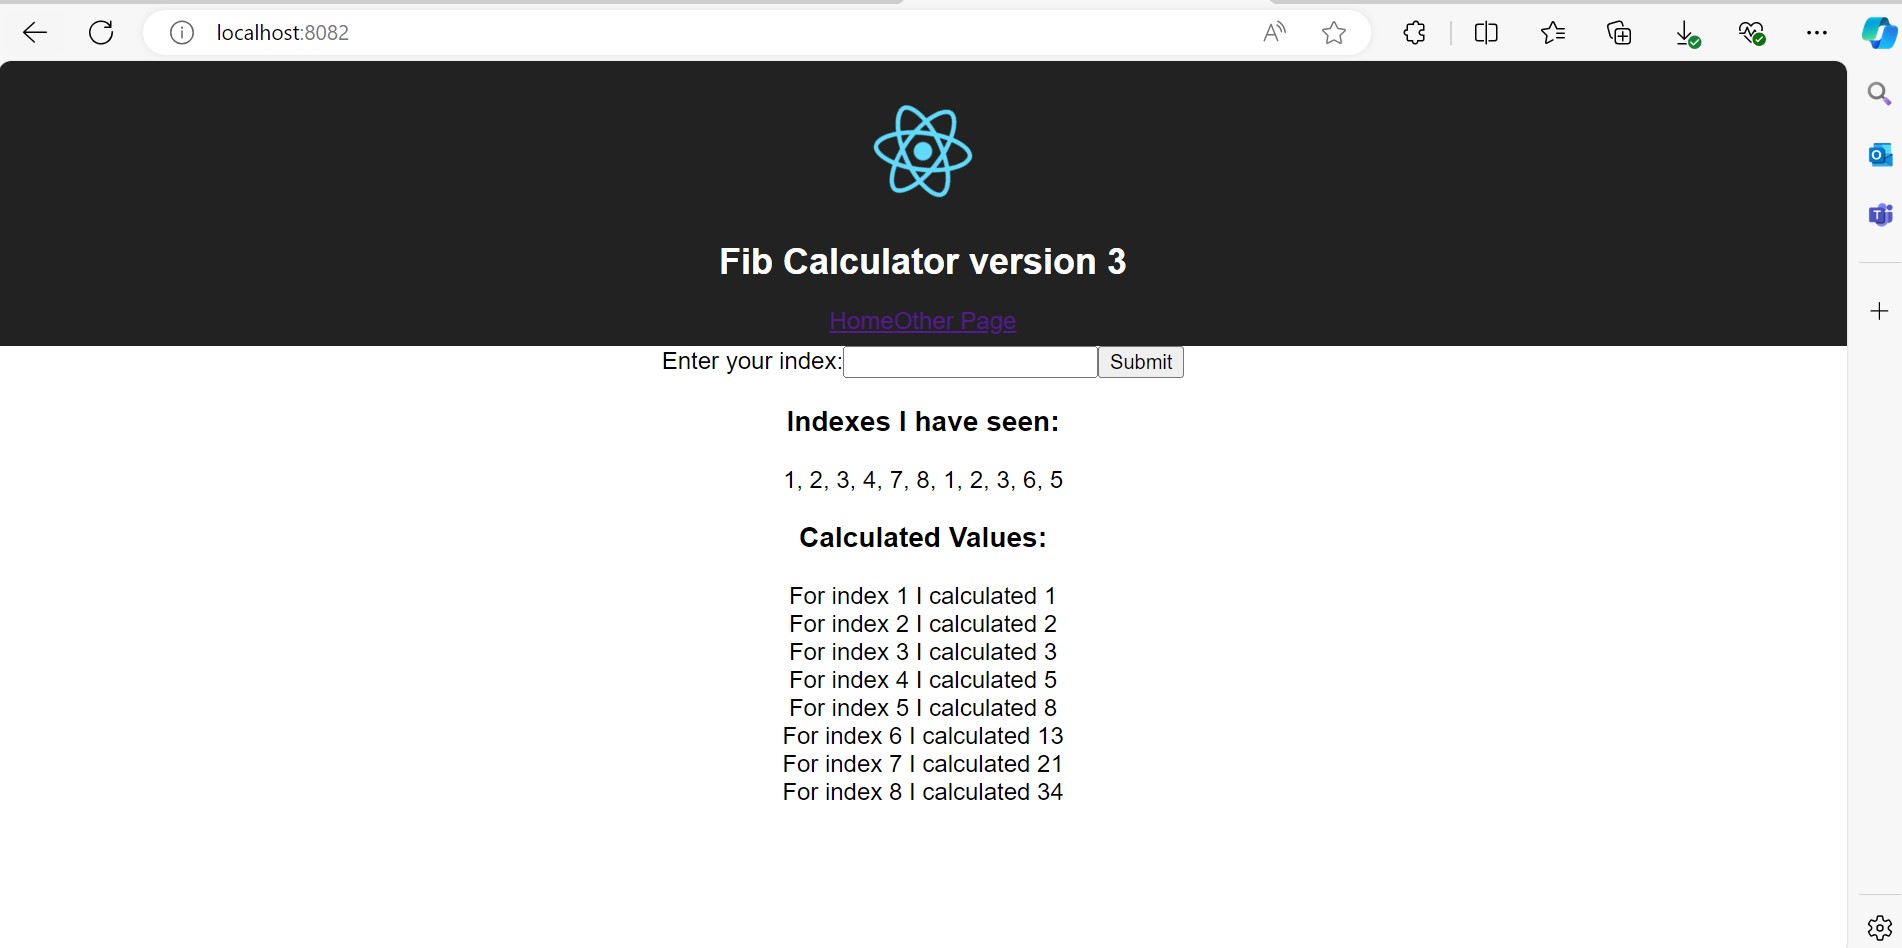 localhost:8082
Fib Calculator version 3
HomeOther Page
Enter your index: Submit
Indexes I have seen:
1, 2, 3, 4, 7, 8, 1, 2, 3, 6, 5
Calculated Values:
For index 1 I calculated 1
For index 2 I calculated 2
For index 3 I calculated 3
For index 4 I calculated 5
For index 5 I calculated 8
For index 6 I calculated 13
For index 7 I calculated 21
For index 8 I calculated 34